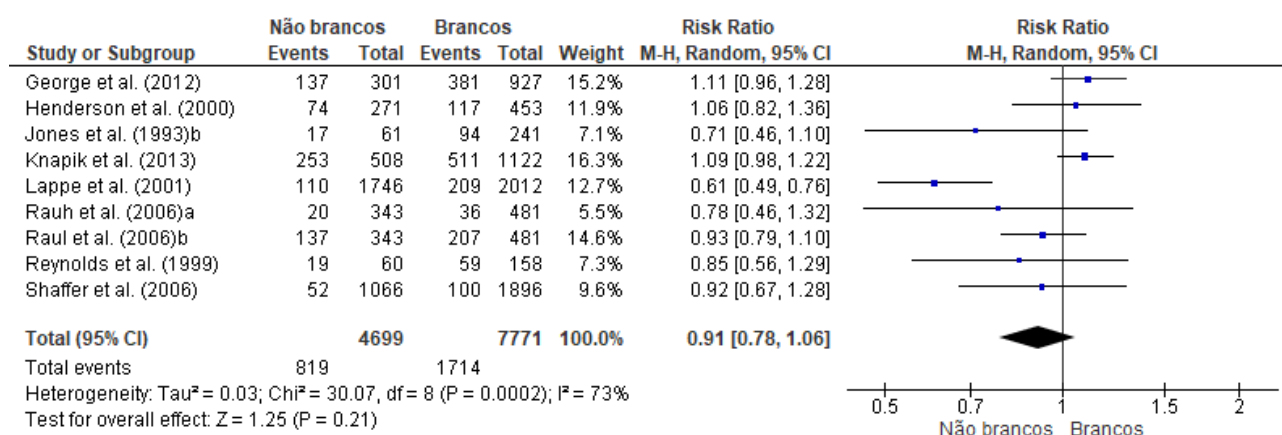 Não brancos Brancos Risk Ratio Risk Ratio
Study or Subgroup Events Total Events Total Weight M-H, Random, 95% CI M-H, Random, 95% CI
George et al. (2012) 137 301 381 927 15.2% 1.11 [0.96, 1.28]
Henderson et al. (2000) 74 271 117 453 11.9% 1.06 [0.82, 1.36]
Jones et al. (1993)b 17 61 94 241 7.1% 0.71 [0.46, 1.10]
Knapik et al. (2013) 253 508 511 1122 16.3% 1.09 [0.98, 1.22]
Lappe et al. (2001) 110 1746 209 2012 12.7% 0.61 [0.49, 0.76]
Rauh et al. (2006)a 20 343 36 481 5.5% 0.78 [0.46, 1.32]
Raul et al. (2006)b 137 343 207 481 14.6% 0.93 [0.79, 1.10]
Reynolds et al. (1999) 19 60 59 158 7.3% 0.85 [0.56, 1.29]
Shaffer et al. (2006) 52 1066 100 1896 9.6% 0.92 [0.67, 1.28]
Total (95% CI) 4699 7771 100.0% 0.91 [0.78, 1.06]
Total events 819 1714
Heterogeneity: Tau² = 0.03; Chi² = 30.07, df = 8 (P = 0.0002); I² = 73%
Test for overall effect: Z = 1.25 (P = 0.21)
0.5 0.7 1 1.5 2
Não brancos Brancos